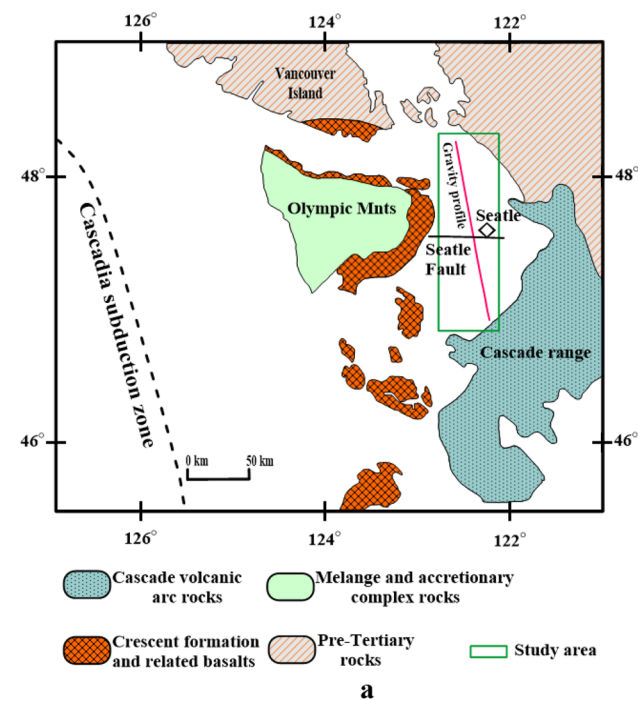 126°
124°
122°
Vancouver
Island
48°
48°
Gravity profile
Olympic Mnts
Seatle
Seatle
Fault
Cascadia subduction zone
Cascade range
46°
46°
0 km
50 km
126°
124°
122°
Cascade volcanic
arc rocks
Melange and accretionary
complex rocks
Crescent formation
and related basalts
Pre-Tertiary
rocks
Study area
a